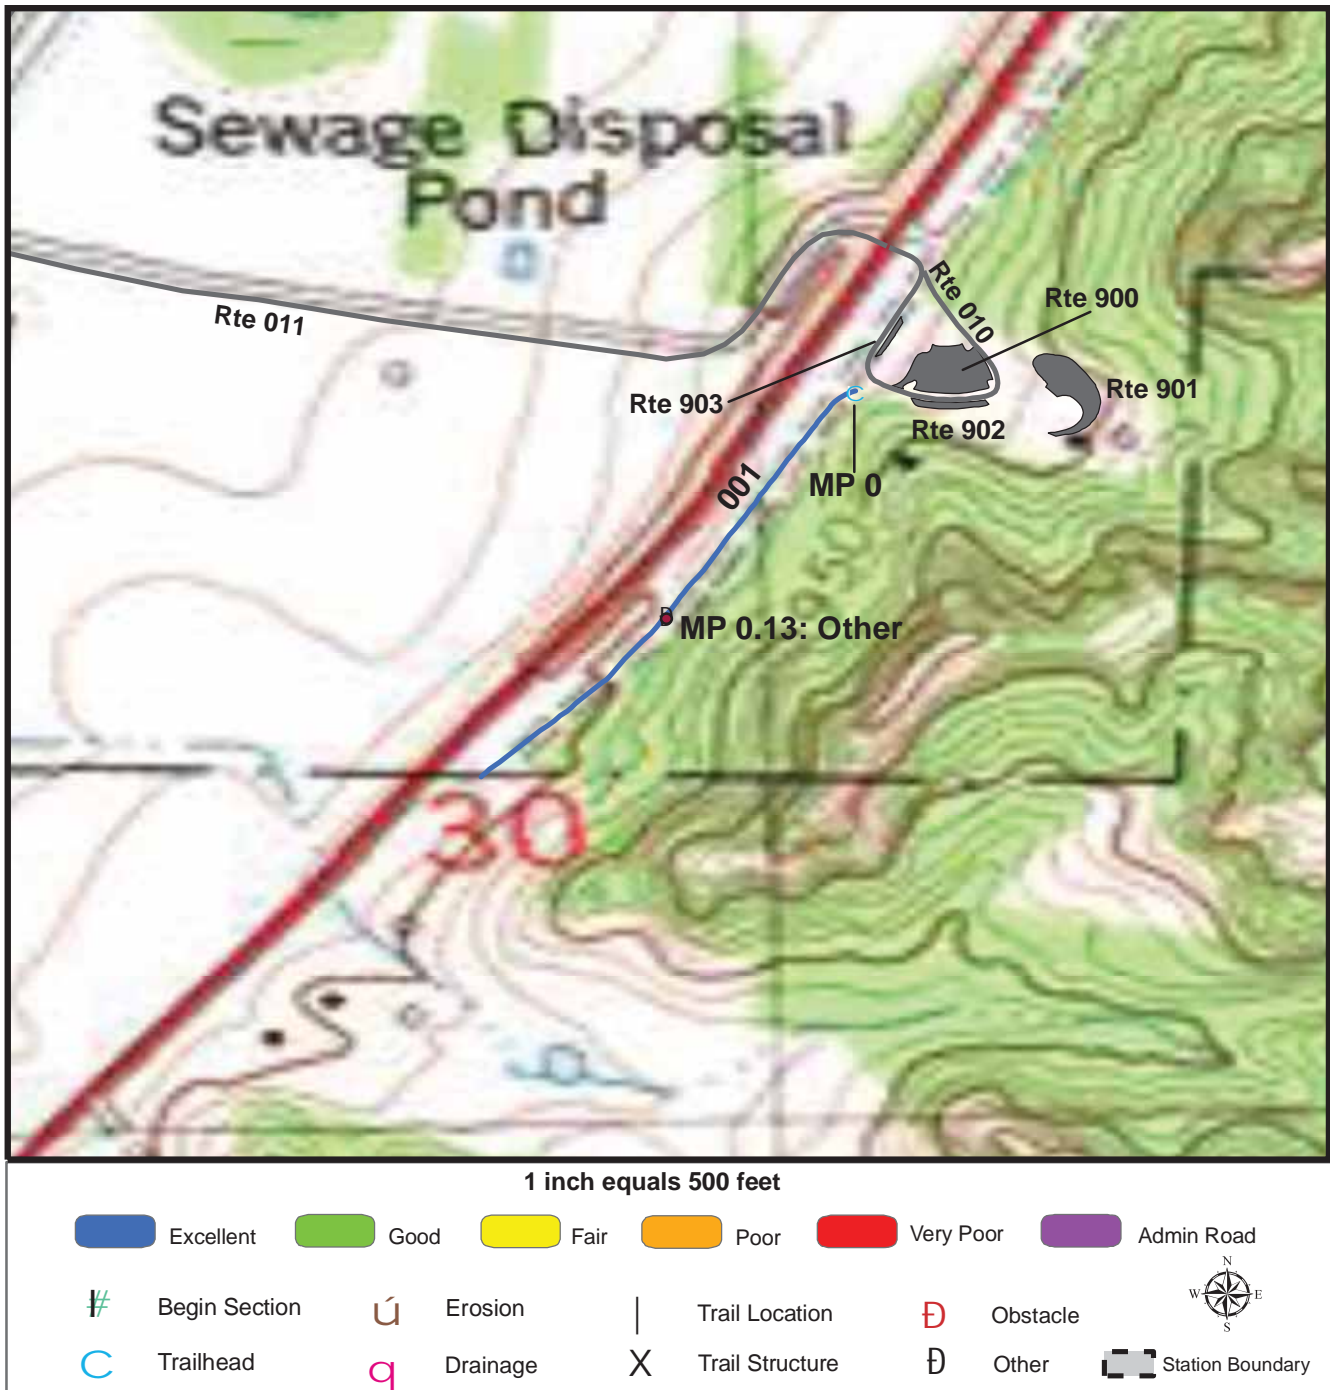 Sewage Disposal
Pond
Rte 011
Rte 010
Rte 900
Rte 901
Rte 903
Rte 902
MP 0
001
950
Đ
MP 0.13: Other
30
1 inch equals 500 feet
Excellent
Good
Fair
Poor
Very Poor
Admin Road
N
W E
S
# Begin Section
ú Erosion
| Trail Location
Đ Obstacle
C Trailhead
q Drainage
X Trail Structure
Đ Other
Station Boundary